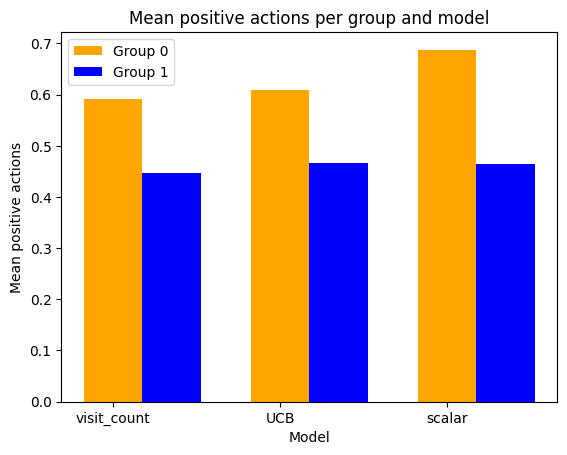 Mean positive actions per group and model
Group 0
Group 1
Mean positive actions
0.7
0.6
0.5
0.4
0.3
0.2
0.1
0.0
visit_count UCB scalar
Model